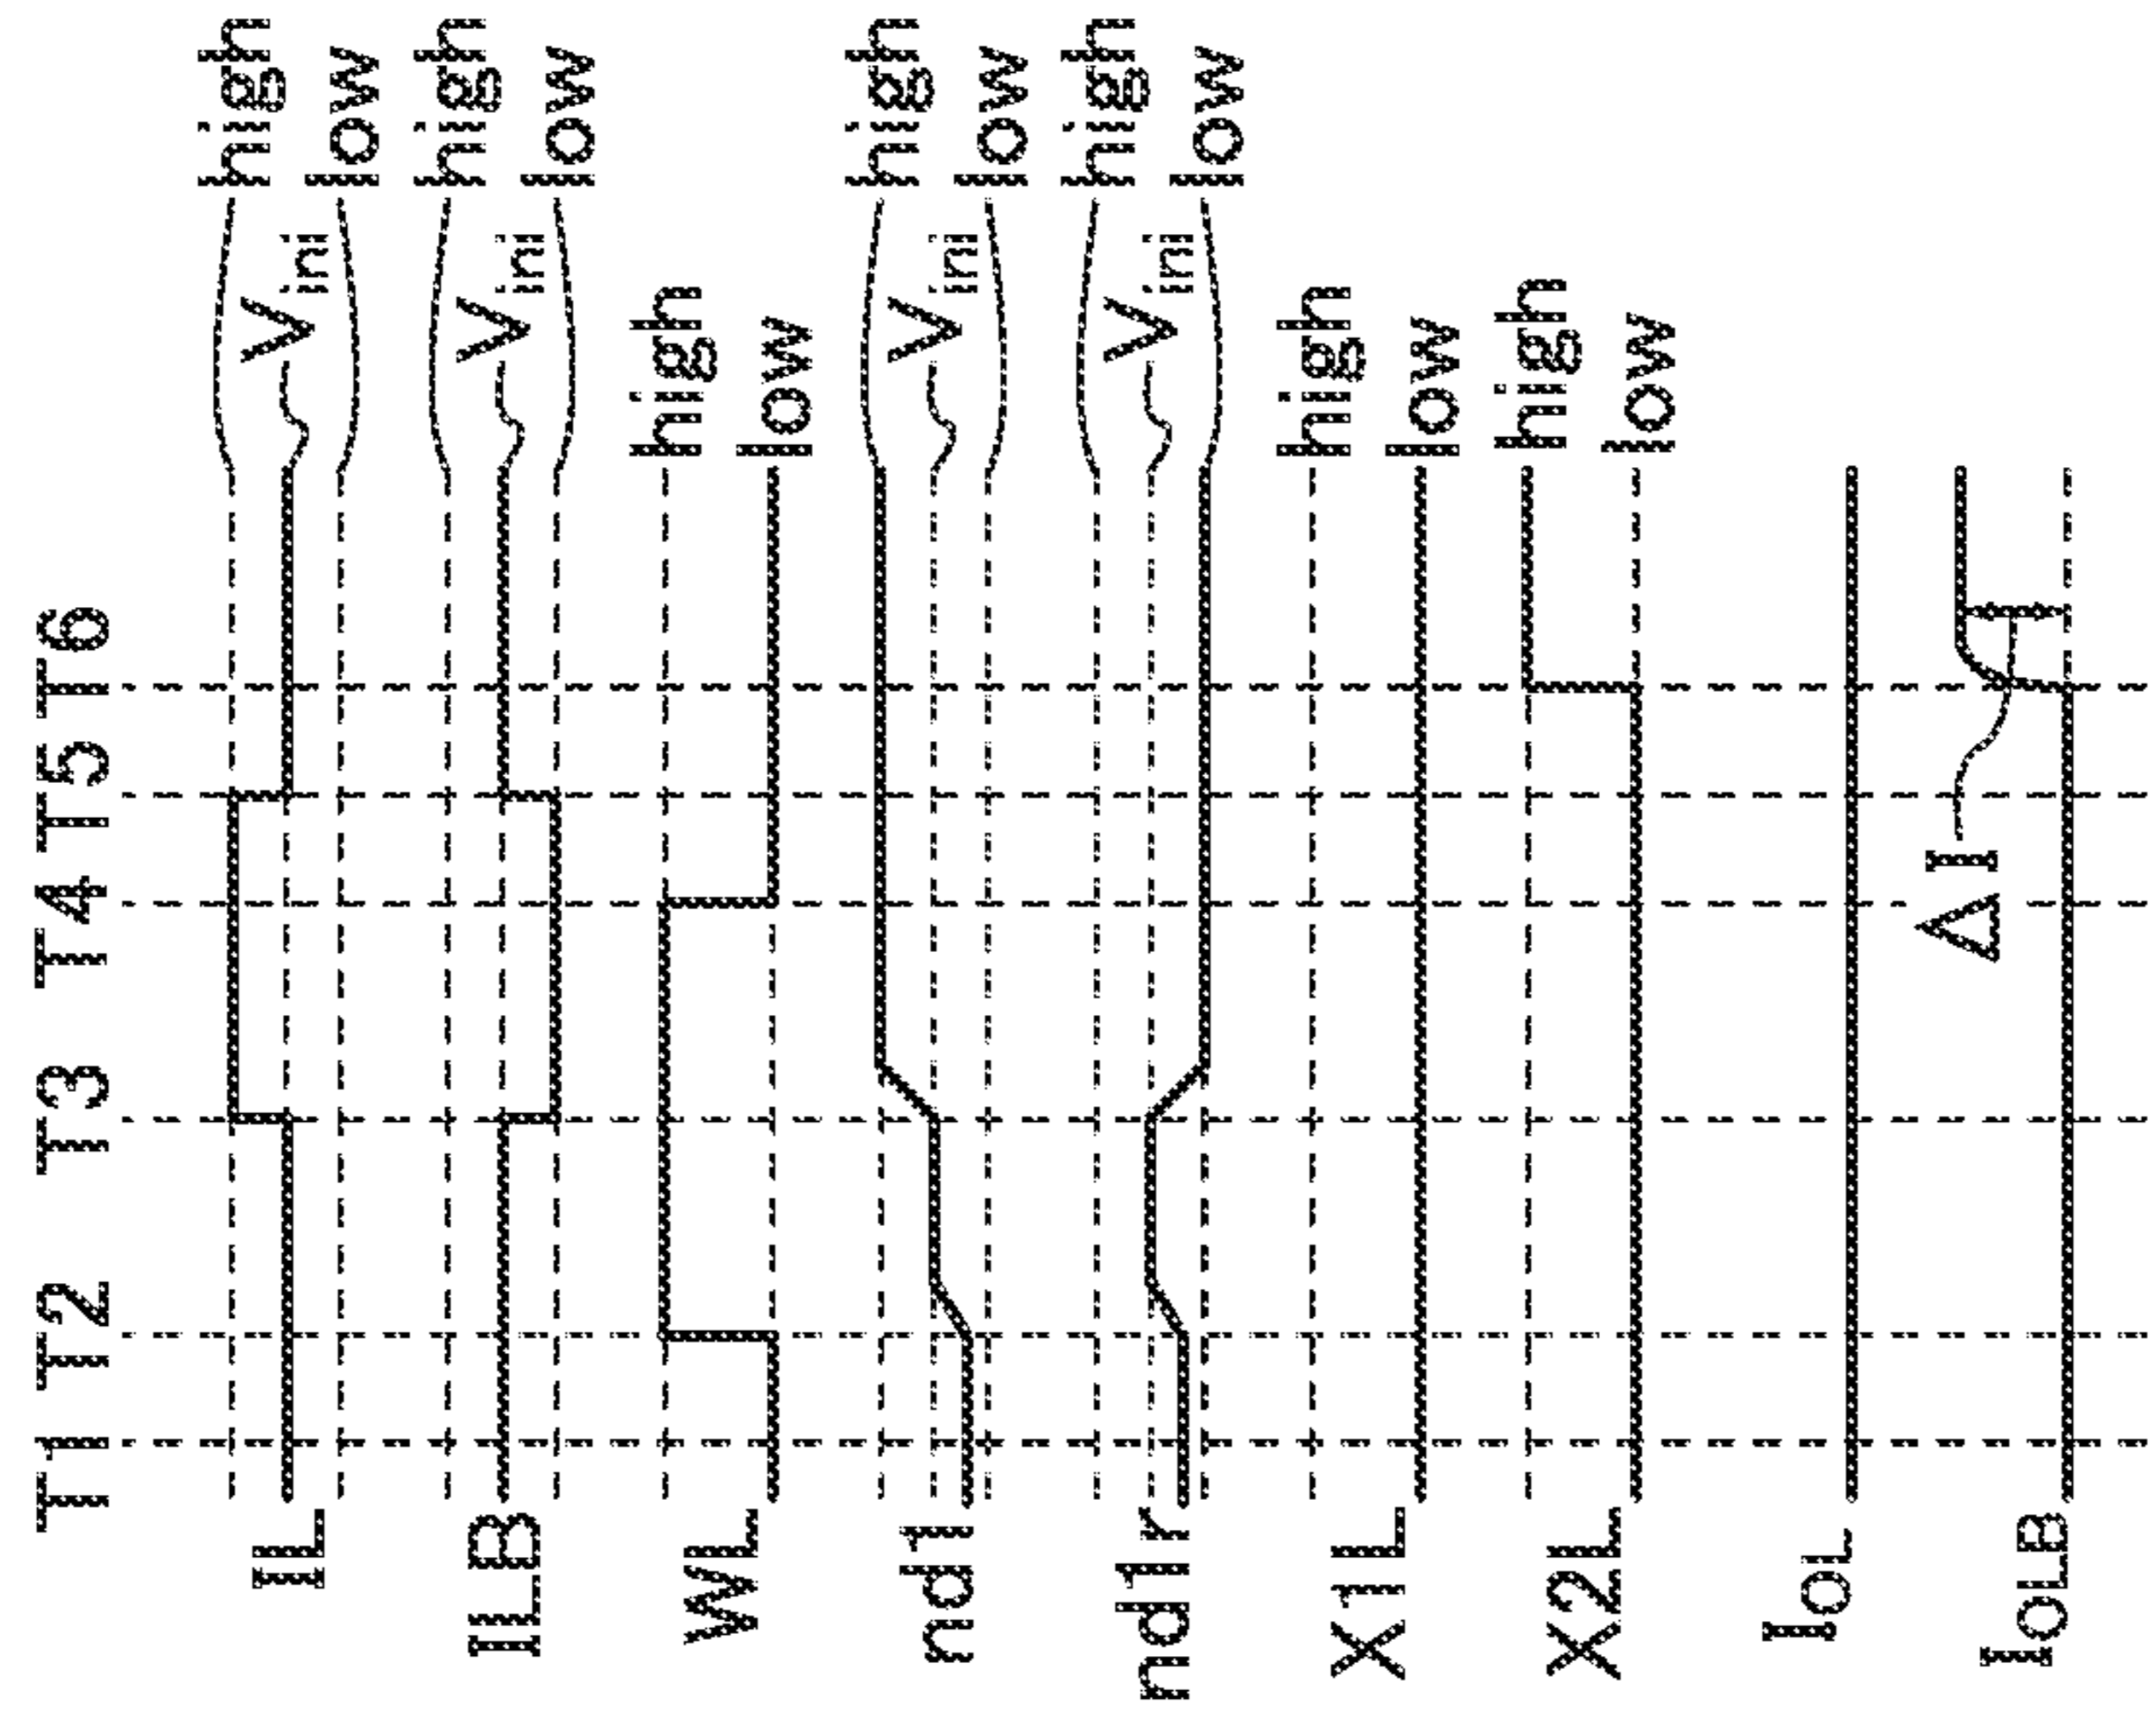 T1 T2 T3 T4 T5 T6
IL
high
Vini
low
ILB
high
Vini
low
WL
high
low
nd1
high
Vini
low
nd1r
high
Vini
low
X1L
high
low
X2L
high
low
IOL
IOLB
ΔI